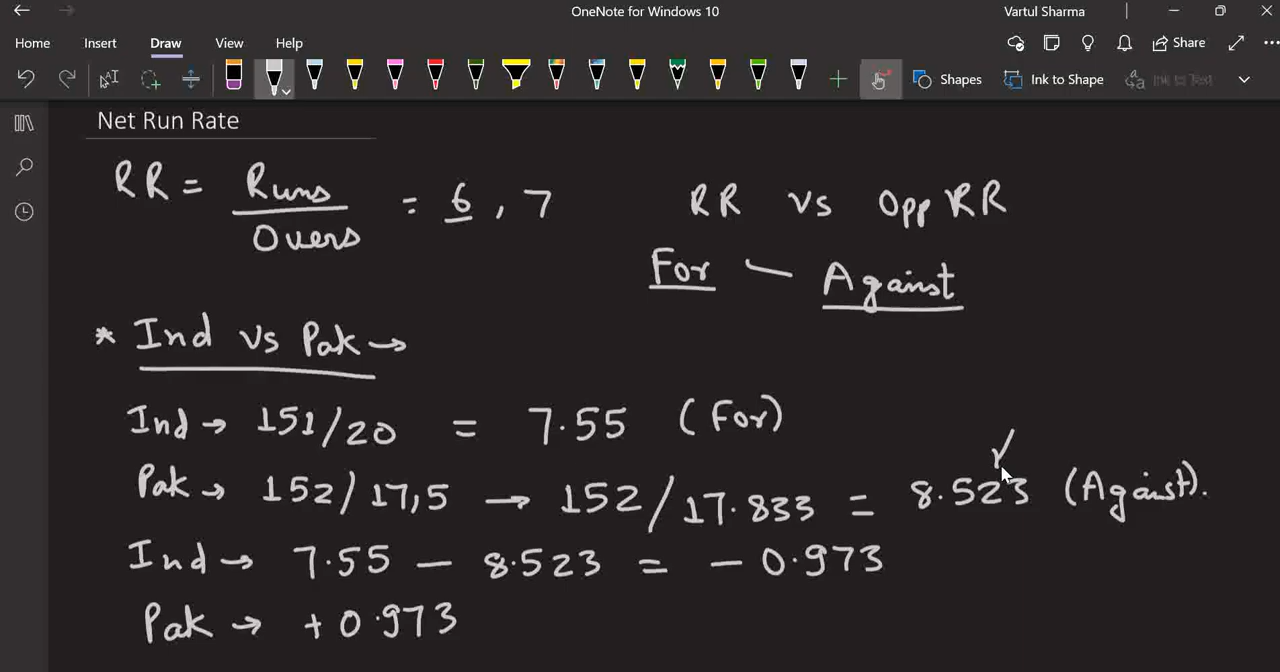 OneNote for Windows 10
Vartul Sharma
Home Insert Draw View Help
Share
Shapes
Ink to Shape
Ink to Text
Net Run Rate
RR = Runs / Overs = 6, 7
RR vs Opp RR
For — Against
* Ind vs Pak →
Ind → 151/20 = 7.55 (For)
Pak → 152/17,5 → 152/17.833 = 8.523 (Against).
Ind → 7.55 — 8.523 = - 0.973
Pak → + 0.973